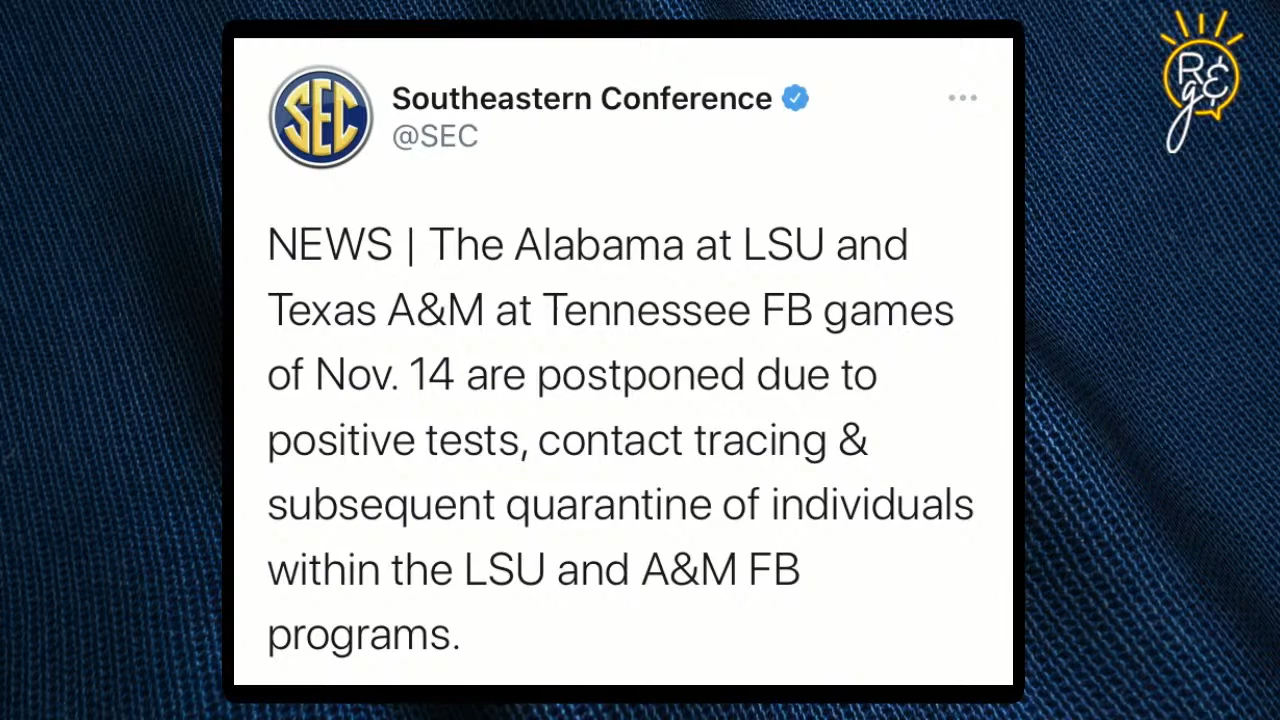 SEC
Southeastern Conference
@SEC
NEWS | The Alabama at LSU and
Texas A&M at Tennessee FB games
of Nov. 14 are postponed due to
positive tests, contact tracing &
subsequent quarantine of individuals
within the LSU and A&M FB
programs.